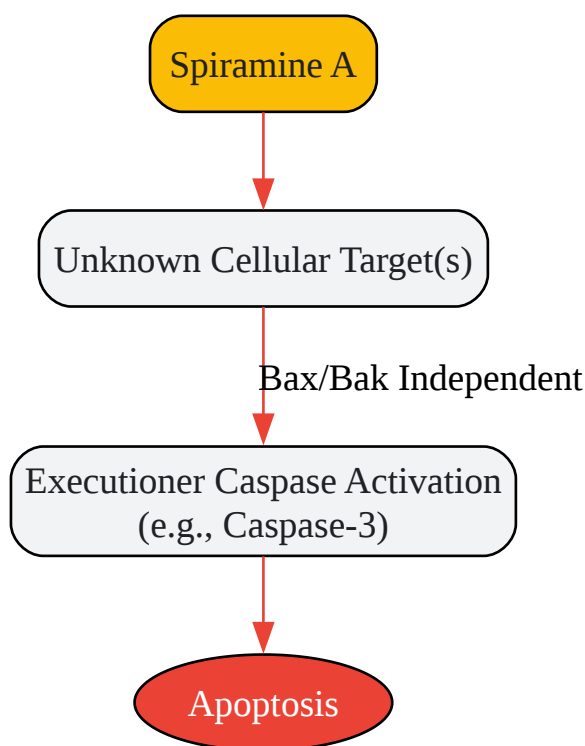 Spiramine A
Unknown Cellular Target(s)
Bax/Bak Independent
Executioner Caspase Activation
(e.g., Caspase-3)
Apoptosis